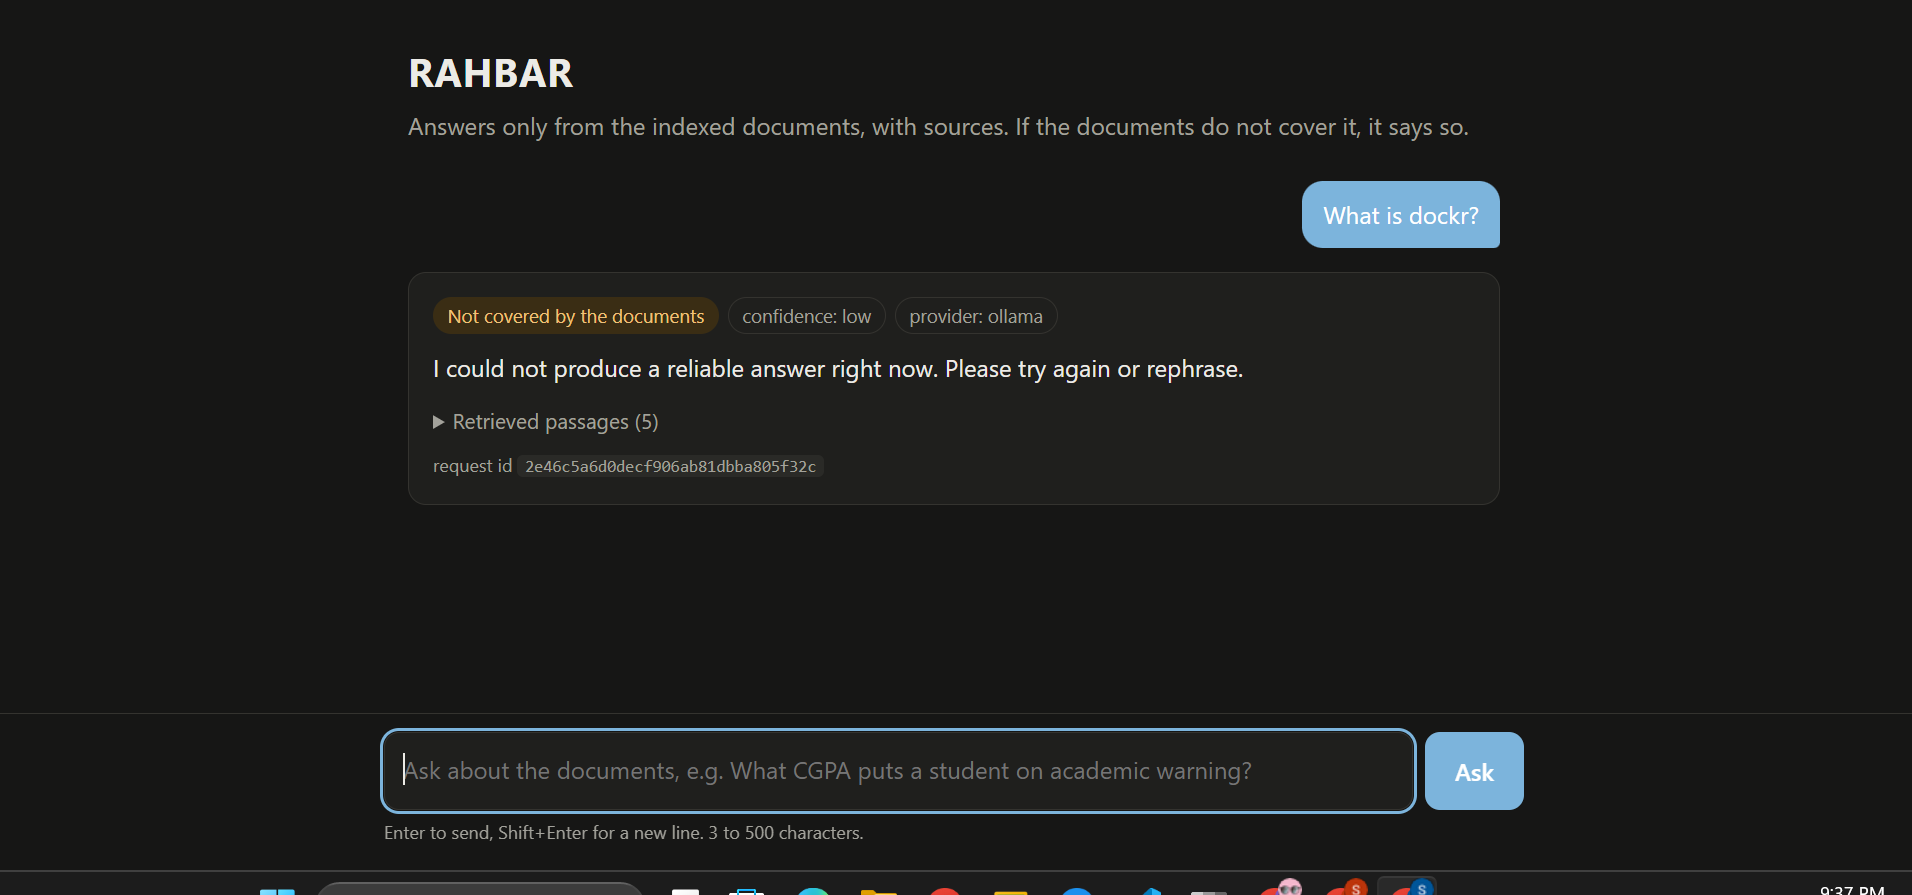 RAHBAR
Answers only from the indexed documents, with sources. If the documents do not cover it, it says so.
What is dockr?
Not covered by the documents
confidence: low
provider: ollama
I could not produce a reliable answer right now. Please try again or rephrase.
Retrieved passages (5)
request id 2e46c5a6d0decf906ab81dbba805f32c
Ask about the documents, e.g. What CGPA puts a student on academic warning?
Ask
Enter to send, Shift+Enter for a new line. 3 to 500 characters.
S
S
9:37 PM